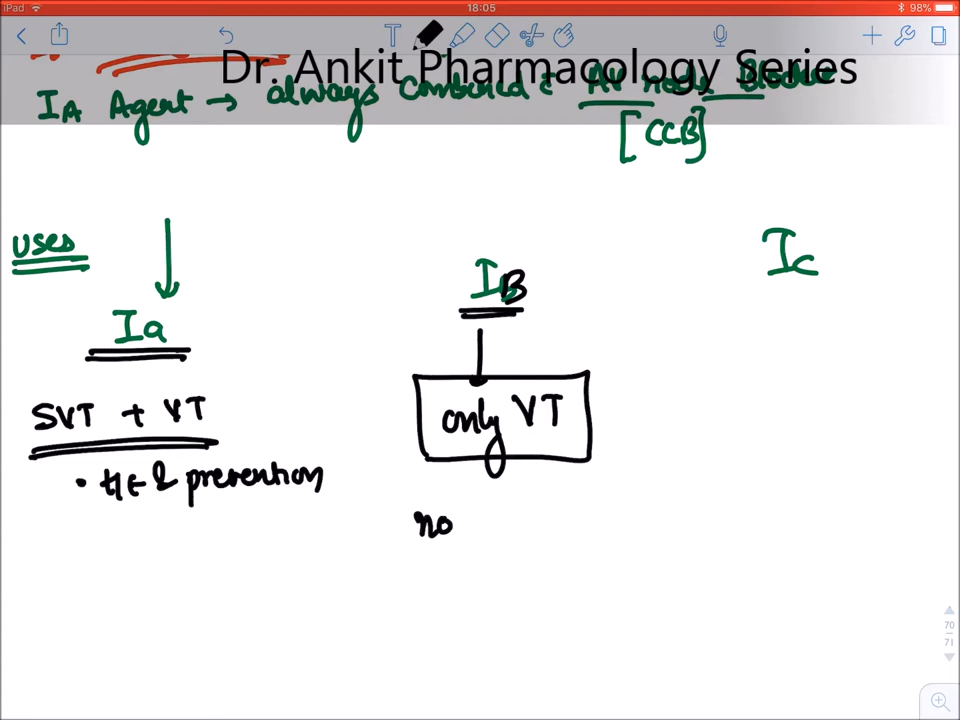 iPad 18:05 98%
T
Dr. Ankit Pharmacology Series
IA Agent → always Combined c̄ AV node Blocker
[CCB]
uses
Ia
IB
Ic
SVT + VT
only VT
• t/t & prevention
no
70
71